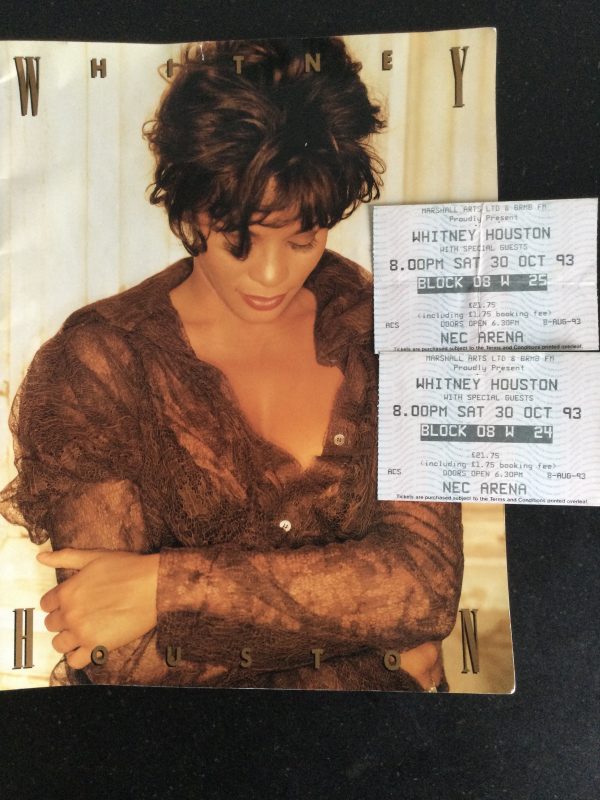 WHITNEY
HOUSTON
MARSHALL ARTS LTD & BRMB FM
Proudly Present
WHITNEY HOUSTON
WITH SPECIAL GUESTS
8.00PM SAT 30 OCT 93
BLOCK 08 W 25
£21.75
(including £1.75 booking fee)
ACS DOORS OPEN 6.30PM 8-AUG-93
NEC ARENA
Tickets are purchased subject to the Terms and Conditions printed overleaf.
MARSHALL ARTS LTD & BRMB FM
Proudly Present
WHITNEY HOUSTON
WITH SPECIAL GUESTS
8.00PM SAT 30 OCT 93
BLOCK 08 W 24
£21.75
(including £1.75 booking fee)
ACS DOORS OPEN 6.30PM 8-AUG-93
NEC ARENA
Tickets are purchased subject to the Terms and Conditions printed overleaf.